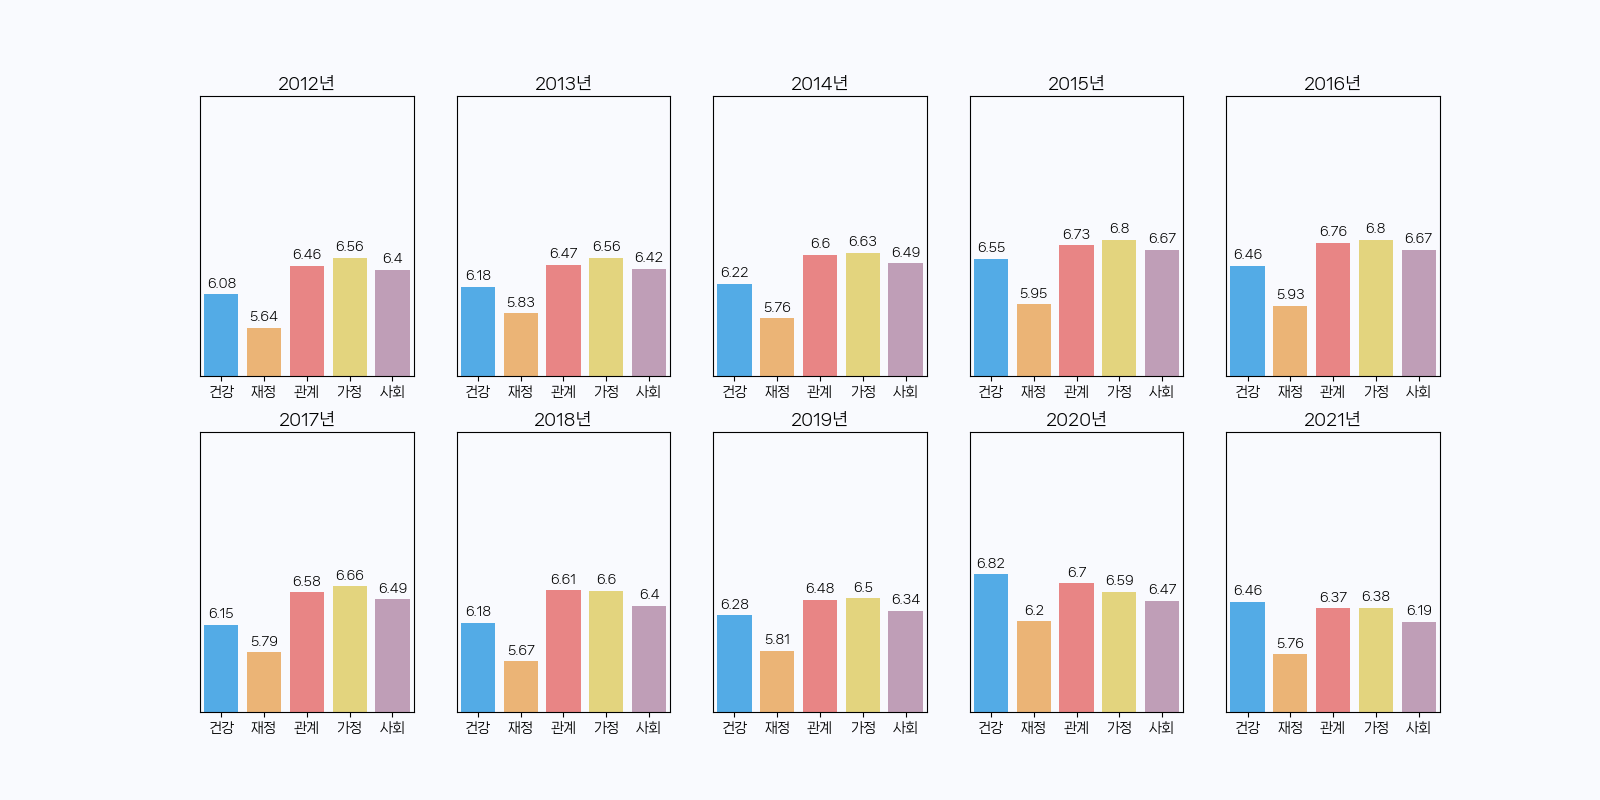 2012년
6.08 5.64 6.46 6.56 6.4
건강 재정 관계 가정 사회
2013년
6.18 5.83 6.47 6.56 6.42
건강 재정 관계 가정 사회
2014년
6.22 5.76 6.6 6.63 6.49
건강 재정 관계 가정 사회
2015년
6.55 5.95 6.73 6.8 6.67
건강 재정 관계 가정 사회
2016년
6.46 5.93 6.76 6.8 6.67
건강 재정 관계 가정 사회
2017년
6.15 5.79 6.58 6.66 6.49
건강 재정 관계 가정 사회
2018년
6.18 5.67 6.61 6.6 6.4
건강 재정 관계 가정 사회
2019년
6.28 5.81 6.48 6.5 6.34
건강 재정 관계 가정 사회
2020년
6.82 6.2 6.7 6.59 6.47
건강 재정 관계 가정 사회
2021년
6.46 5.76 6.37 6.38 6.19
건강 재정 관계 가정 사회